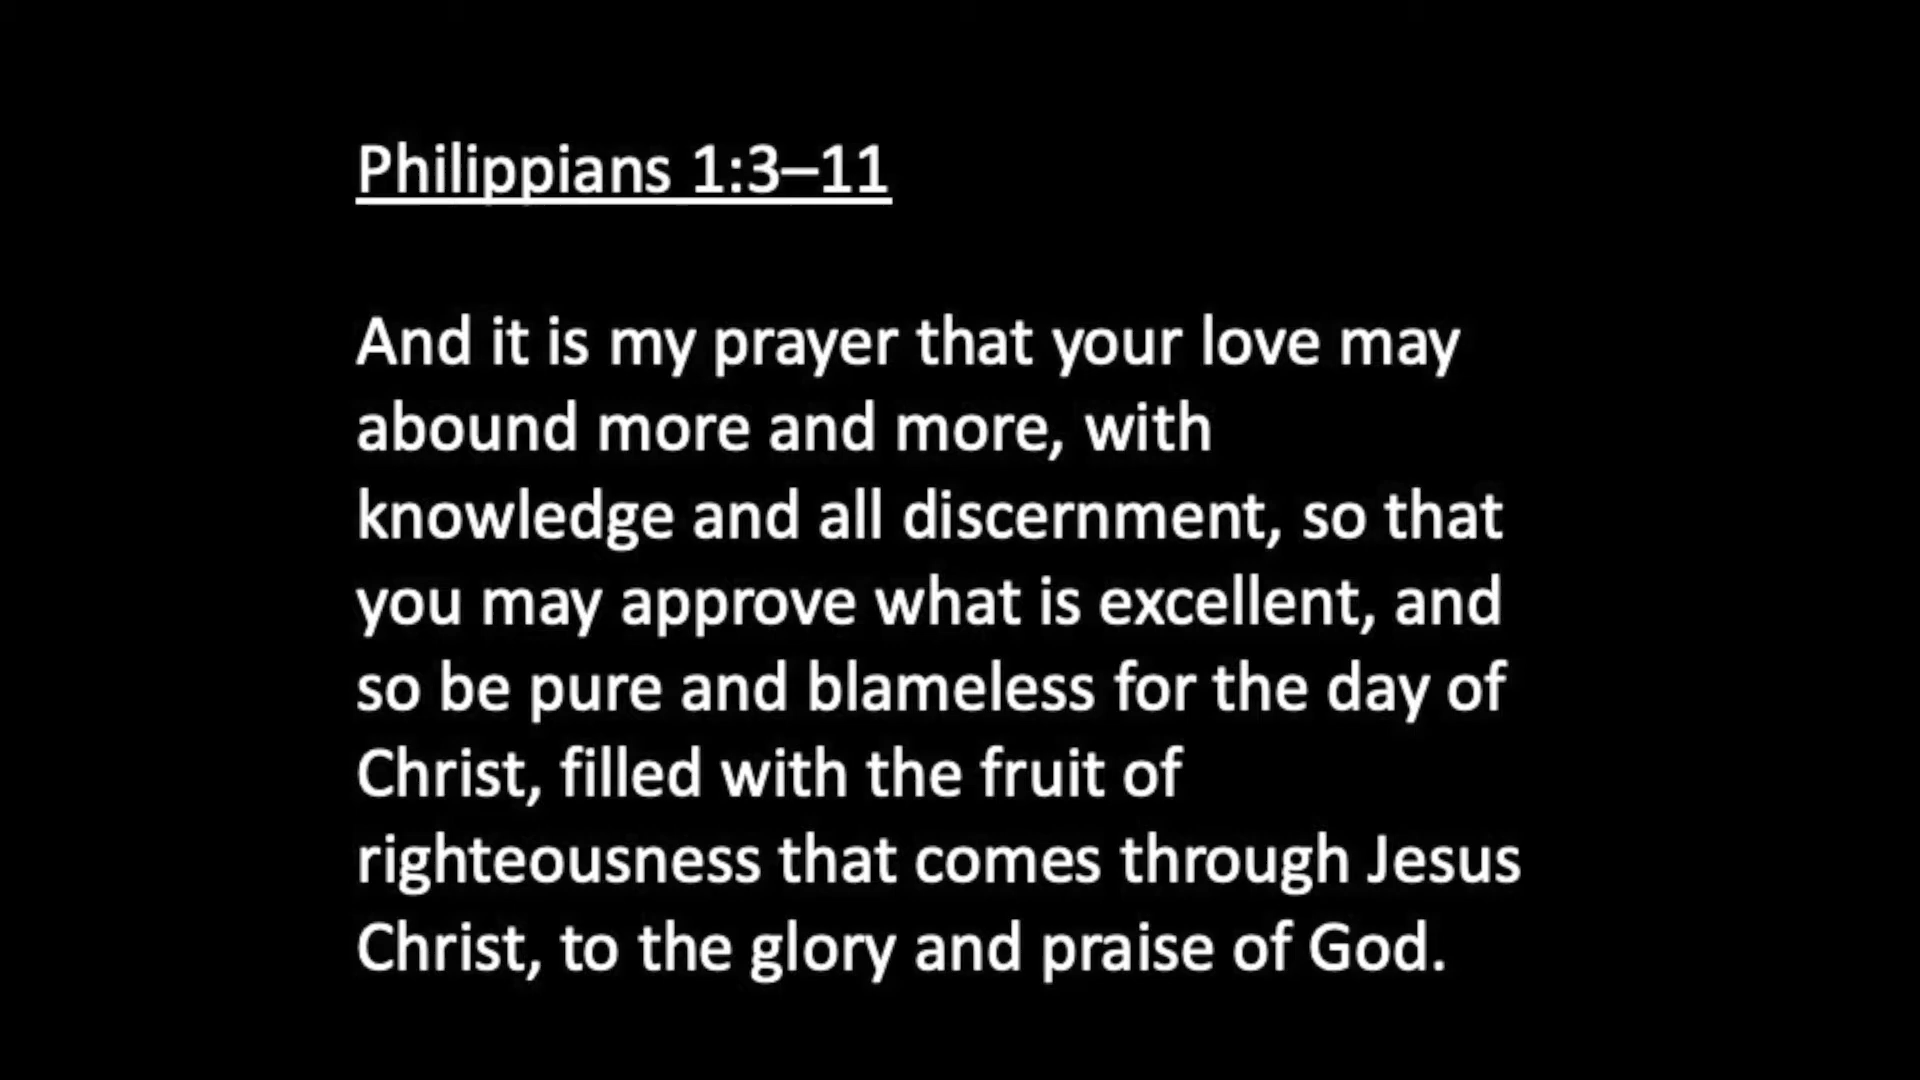 Philippians 1:3–11
And it is my prayer that your love may
abound more and more, with
knowledge and all discernment, so that
you may approve what is excellent, and
so be pure and blameless for the day of
Christ, filled with the fruit of
righteousness that comes through Jesus
Christ, to the glory and praise of God.